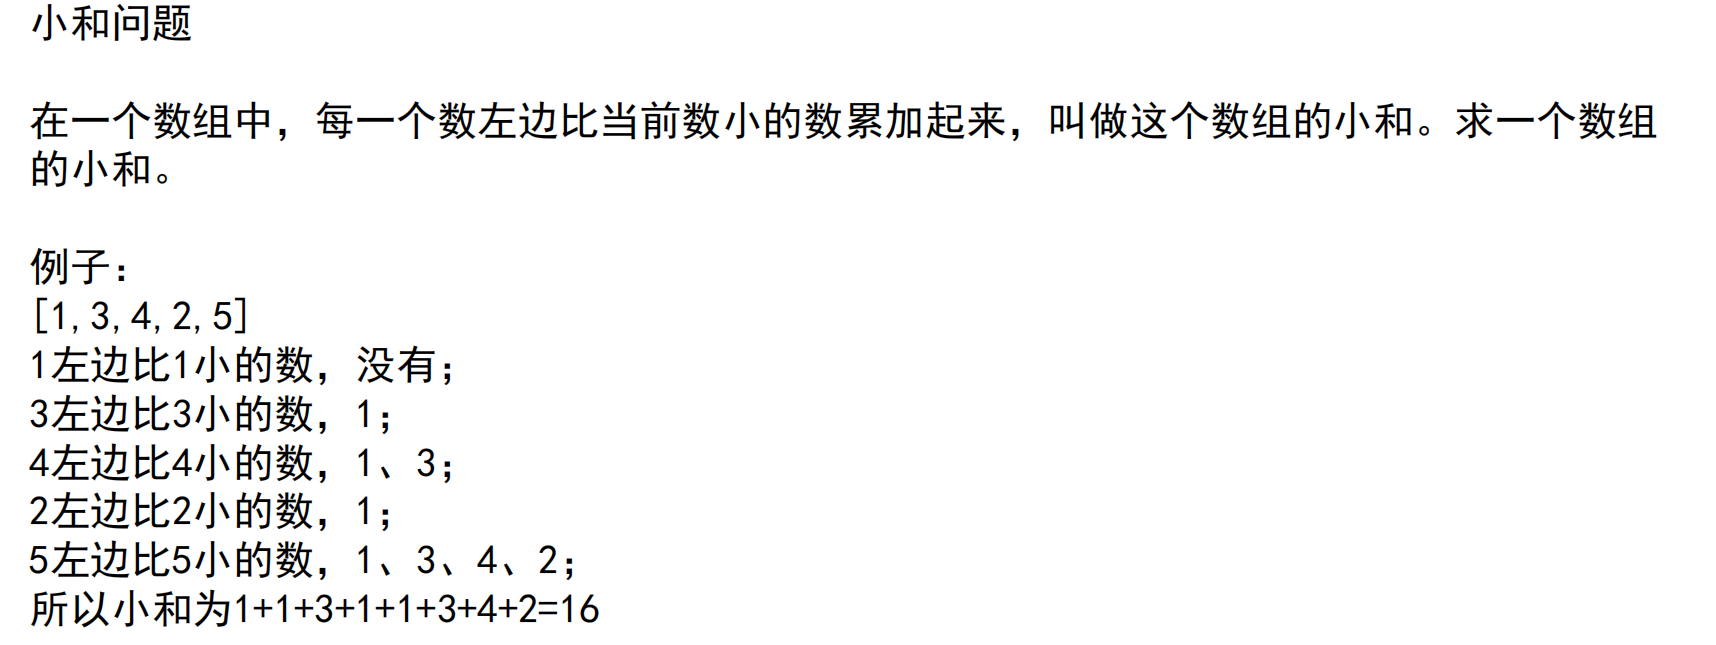 小和问题
在一个数组中，每一个数左边比当前数小的数累加起来，叫做这个数组的小和。求一个数组
的小和。
例子：
[1,3,4,2,5]
1左边比1小的数，没有；
3左边比3小的数，1；
4左边比4小的数，1、3；
2左边比2小的数，1；
5左边比5小的数，1、3、4、2；
所以小和为1+1+3+1+1+3+4+2=16